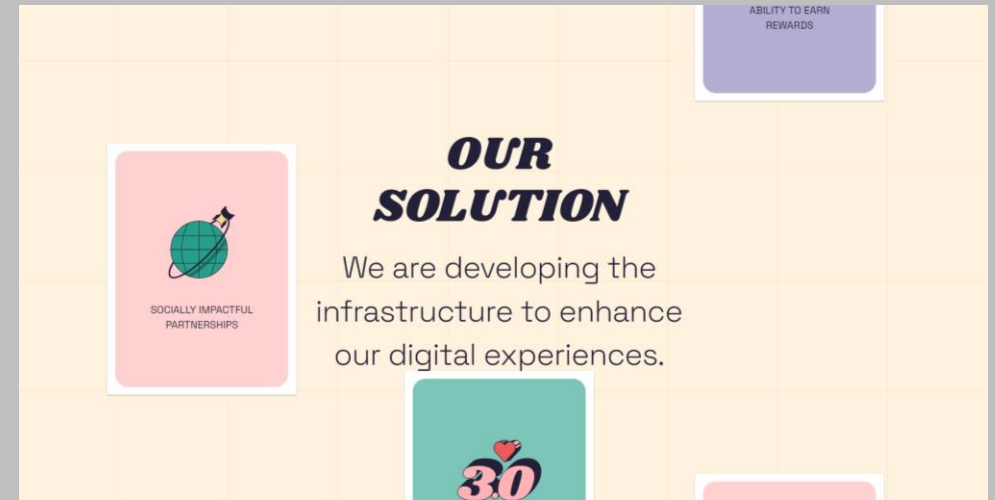 ABILITY TO EARN
REWARDS
OUR
SOLUTION
We are developing the
infrastructure to enhance
our digital experiences.
SOCIALLY IMPACTFUL
PARTNERSHIPS
3.0